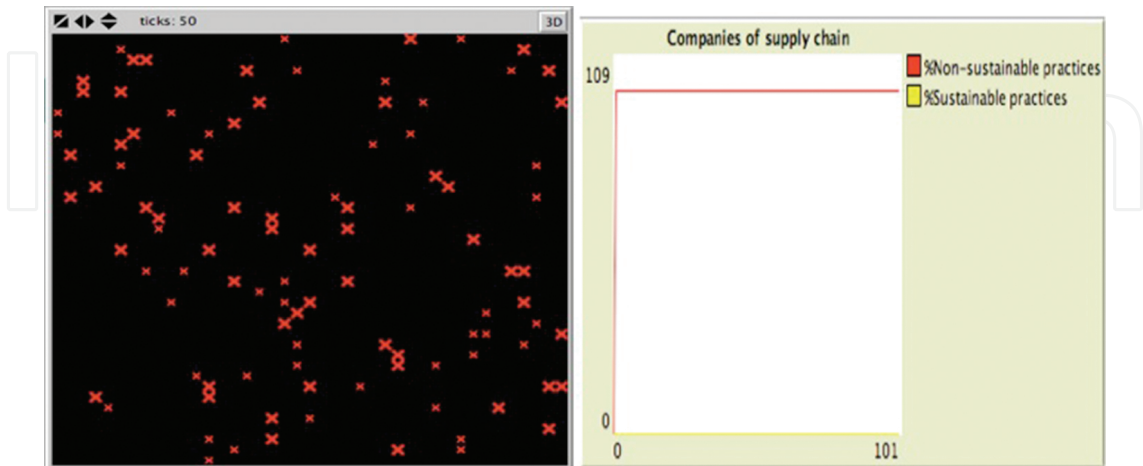 ticks: 50
3D
Companies of supply chain
109
0
0
101
%Non-sustainable practices
%Sustainable practices